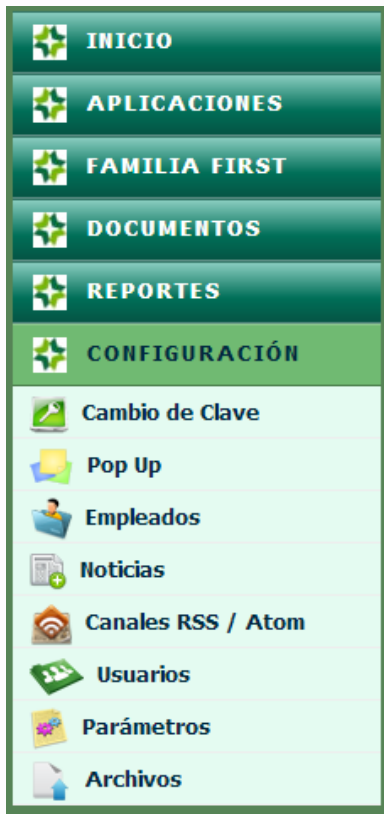 INICIO
APLICACIONES
FAMILIA FIRST
DOCUMENTOS
REPORTES
CONFIGURACIÓN
Cambio de Clave
Pop Up
Empleados
Noticias
Canales RSS / Atom
Usuarios
Parámetros
Archivos